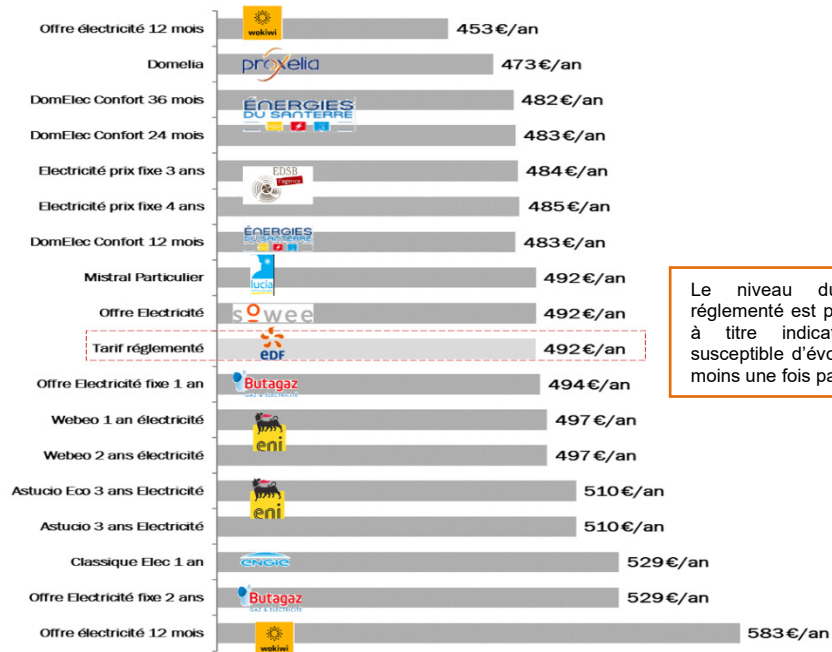 Offre électricité 12 mois wekiwi 453€/an
Domelia proxelia 473€/an
DomElec Confort 36 mois ÉNERGIES DU SANTERRE 482€/an
DomElec Confort 24 mois 483€/an
Electricité prix fixe 3 ans EDSB l'agence 484€/an
Electricité prix fixe 4 ans 485€/an
DomElec Confort 12 mois ÉNERGIES DU SANTERRE 483€/an
Mistral Particulier lucia 492€/an
Offre Electricité sowee 492€/an
Tarif réglementé eDF 492€/an
Offre Electricité fixe 1 an Butagaz GAZ & ÉLECTRICITÉ 494€/an
Webeo 1 an électricité eni 497€/an
Webeo 2 ans électricité 497€/an
Astucio Eco 3 ans Electricité eni 510€/an
Astucio 3 ans Electricité 510€/an
Classique Elec 1 an ENGIE 529€/an
Offre Electricité fixe 2 ans Butagaz GAZ & ÉLECTRICITÉ 529€/an
Offre électricité 12 mois wekiwi 583€/an
Le niveau du
réglementé est p
à titre indicat
susceptible d'évo
moins une fois pa